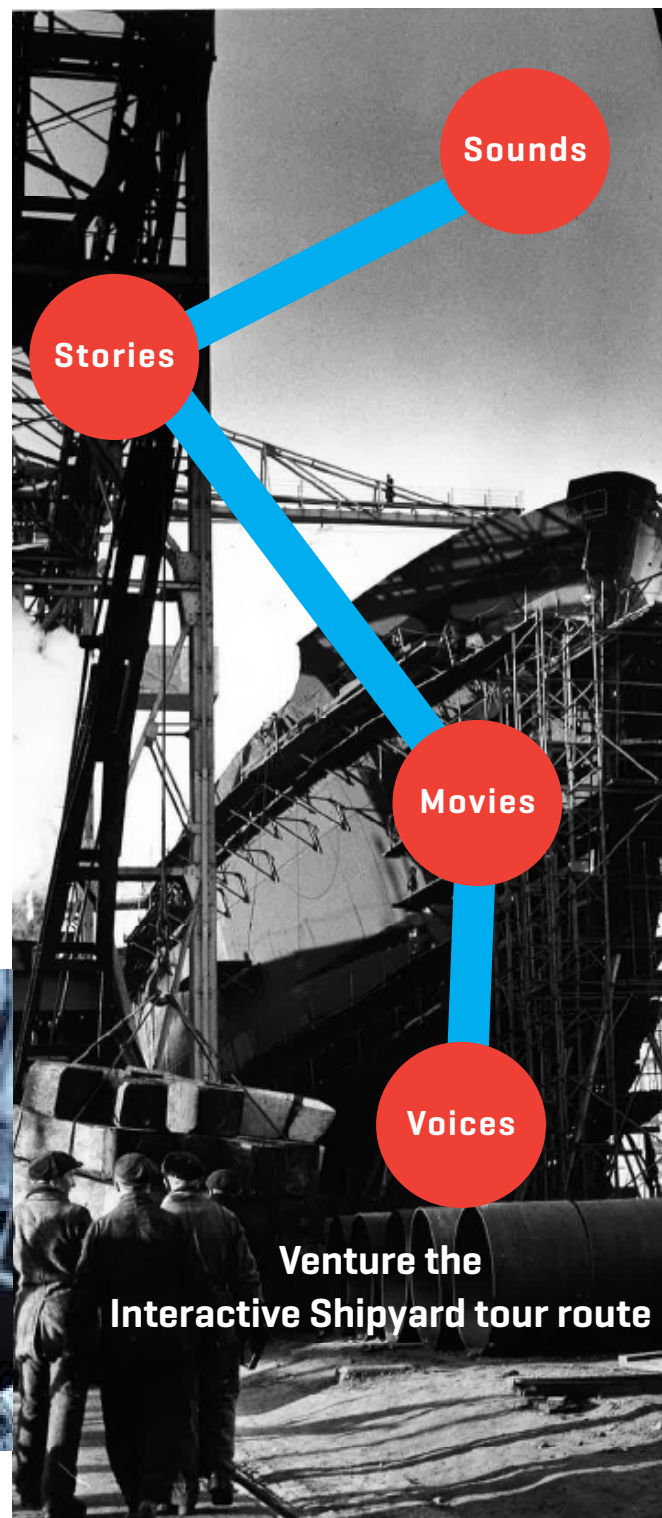 Sounds
Stories
Movies
Voices
Venture the
Interactive Shipyard tour route